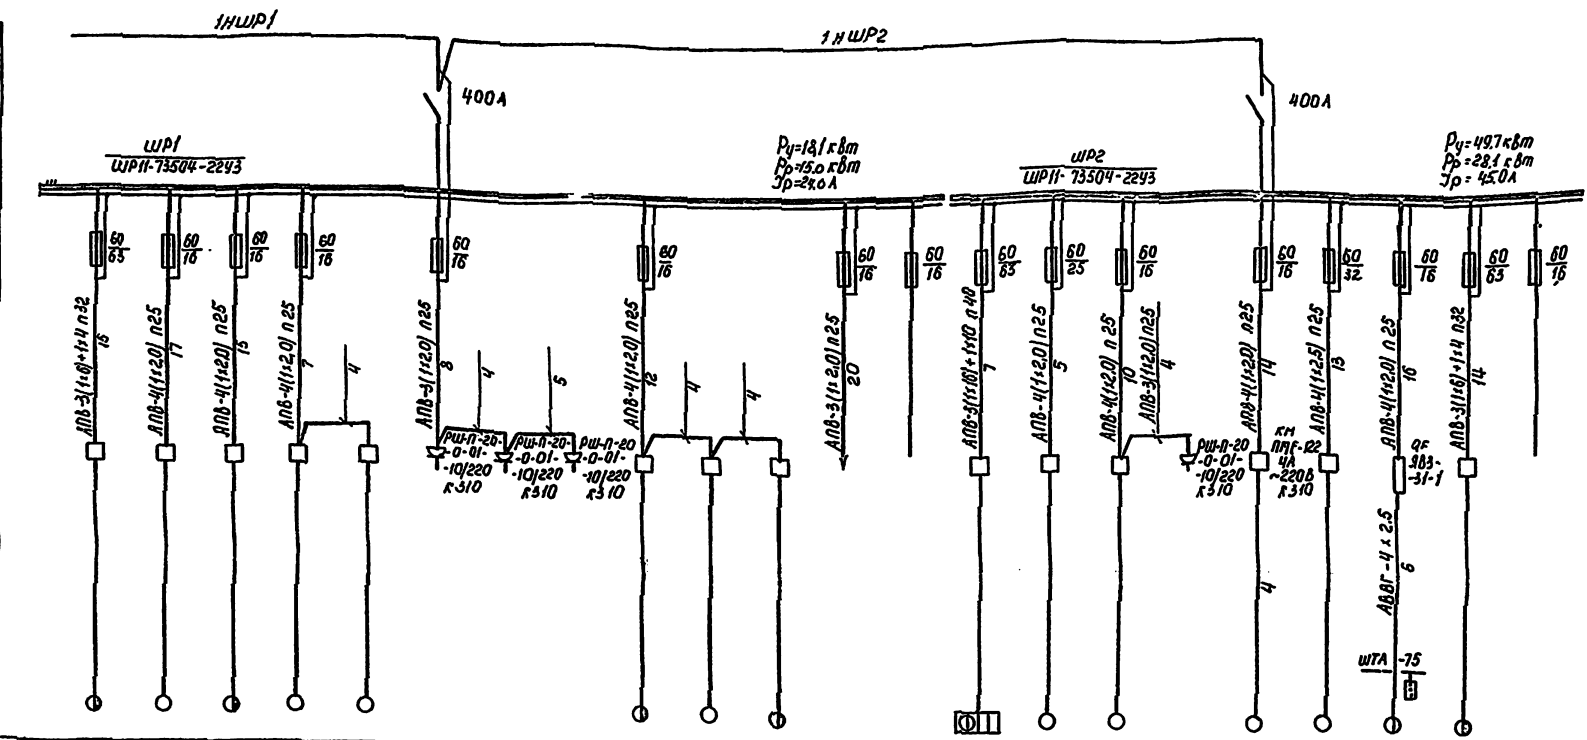 1НШР1
1НШР2
400А
400А
ШР1
ШР11-73504-22У3
Ру=18,1 кВт
Рр=15.0 кВт
Jр=24.0 А
ШР2
ШР11-73504-22У3
Ру=49.7 кВт
Рр=28.1 кВт
Jр=45.0А
60
63
60
16
60
16
60
16
60
16
60
16
60
16
60
16
60
63
60
25
60
16
60
16
60
32
60
16
60
63
60
16
АПВ-3(1×6)+1×4 п32
15
АПВ-4(1×2.0) п25
17
АПВ-4(1×2.0) п25
15
АПВ-4(1×2.0) п25
7
4
АПВ-3(1×2.0) п25
8
4
5
АПВ-4(1×2.0) п25
12
4
4
АПВ-3(1×2.0) п25
20
АПВ-3(1×16)+1×10 п40
7
АПВ-4(1×2.0) п25
5
АПВ-4(1×2.0) п25
10
АПВ-3(1×2.0) п25
4
АПВ-4(1×2.0) п25
14
АПВ-4(1×2.5) п25
13
АПВ-4(1×2.0) п25
16
АПВ-3(1×16)+1×4 п32
14
РШ-П-20-
-0-01-
-10/220
К310
РШ-П-20-
-0-01-
-10/220
К310
РШ-П-20
-0-01-
-10/220
К310
РШ-П-20
-0-01-
-10/220
К310
КМ
ПМЕ-122
4А
~220В
К310
QF
ЯВЗ-
-31-1
4
АВВГ-4×2.5
6
ШТА -75